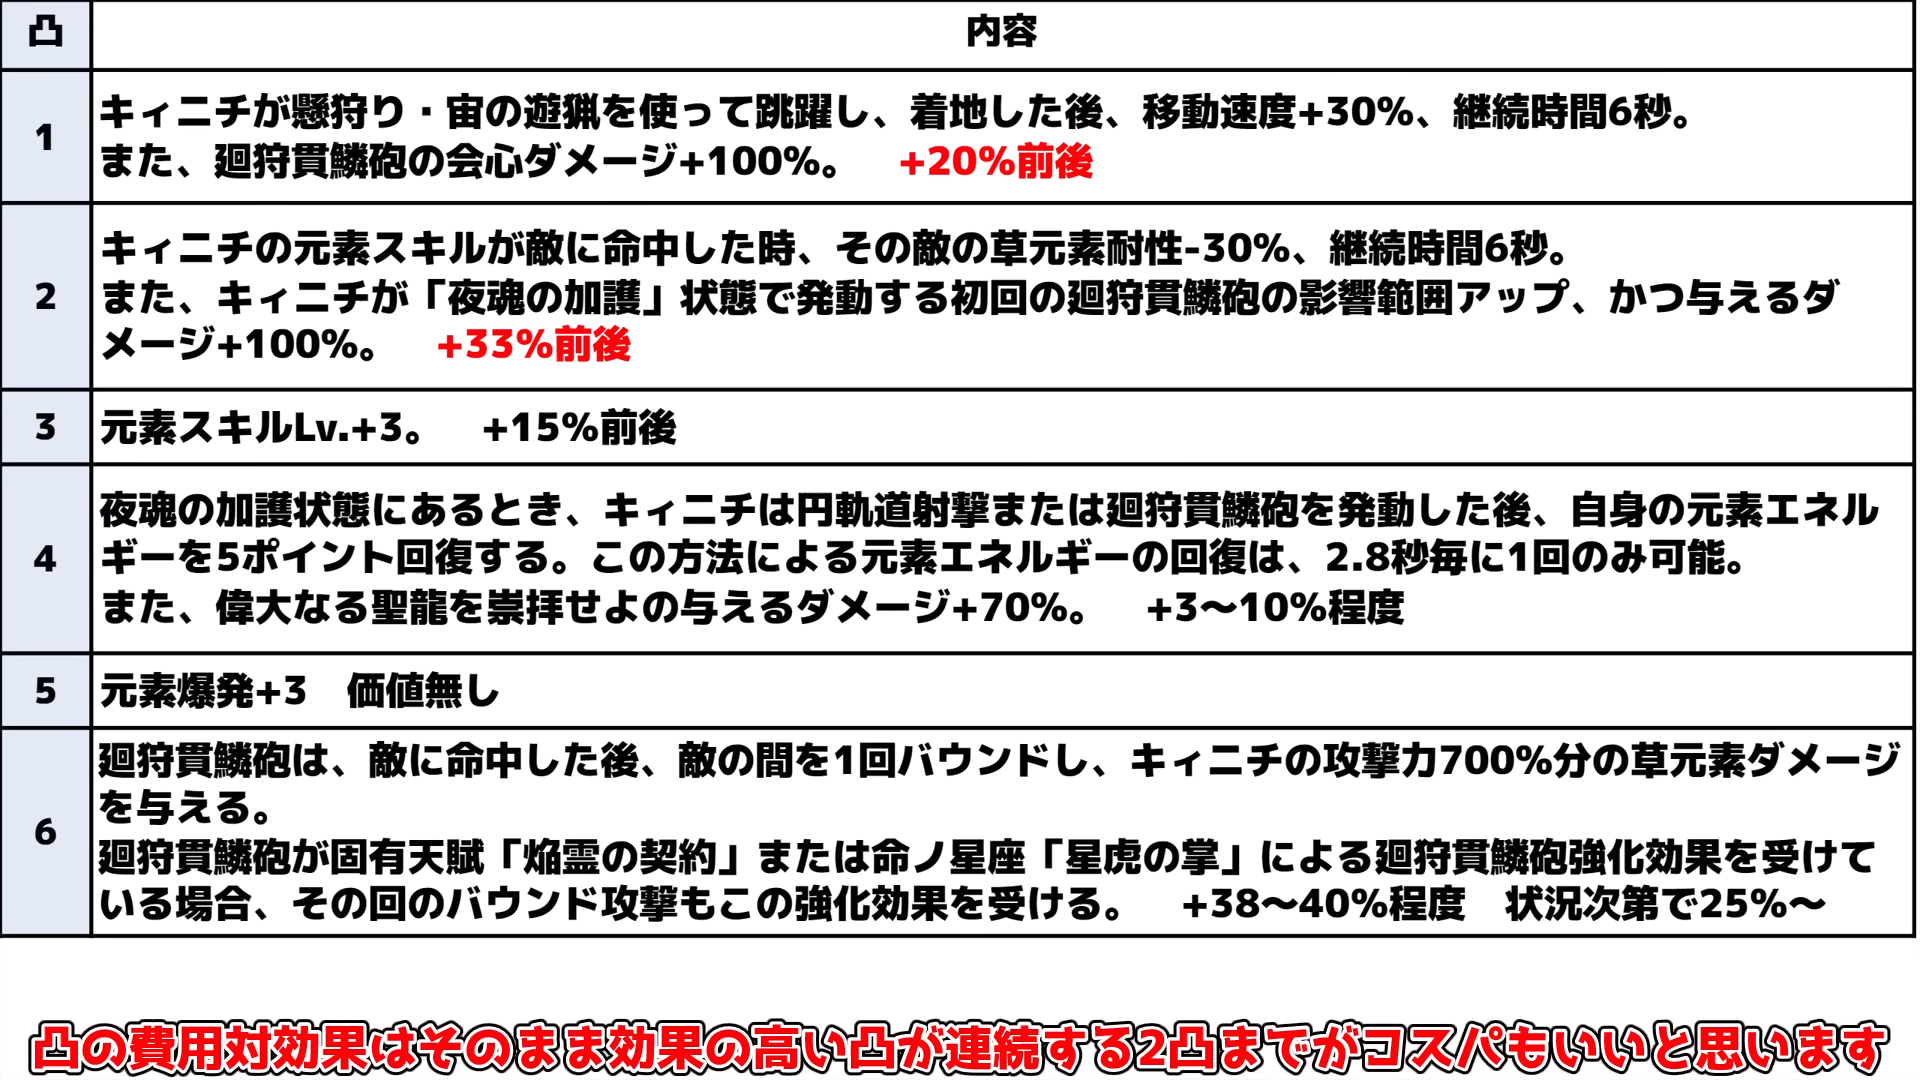 凸
内容
1
キィニチが懸狩り・宙の遊猟を使って跳躍し、着地した後、移動速度+30%、継続時間6秒。
また、廻狩貫鱗砲の会心ダメージ+100%。 +20%前後
2
キィニチの元素スキルが敵に命中した時、その敵の草元素耐性-30%、継続時間6秒。
また、キィニチが「夜魂の加護」状態で発動する初回の廻狩貫鱗砲の影響範囲アップ、かつ与えるダ
メージ+100%。 +33%前後
3
元素スキルLv.+3。 +15%前後
4
夜魂の加護状態にあるとき、キィニチは円軌道射撃または廻狩貫鱗砲を発動した後、自身の元素エネル
ギーを5ポイント回復する。この方法による元素エネルギーの回復は、2.8秒毎に1回のみ可能。
また、偉大なる聖龍を崇拝せよの与えるダメージ+70%。 +3〜10%程度
5
元素爆発+3 価値無し
6
廻狩貫鱗砲は、敵に命中した後、敵の間を1回バウンドし、キィニチの攻撃力700%分の草元素ダメージ
を与える。
廻狩貫鱗砲が固有天賦「焔霊の契約」または命ノ星座「星虎の掌」による廻狩貫鱗砲強化効果を受けて
いる場合、その回のバウンド攻撃もこの強化効果を受ける。 +38〜40%程度 状況次第で25%〜
凸の費用対効果はそのまま効果の高い凸が連続する2凸までがコスパもいいと思います